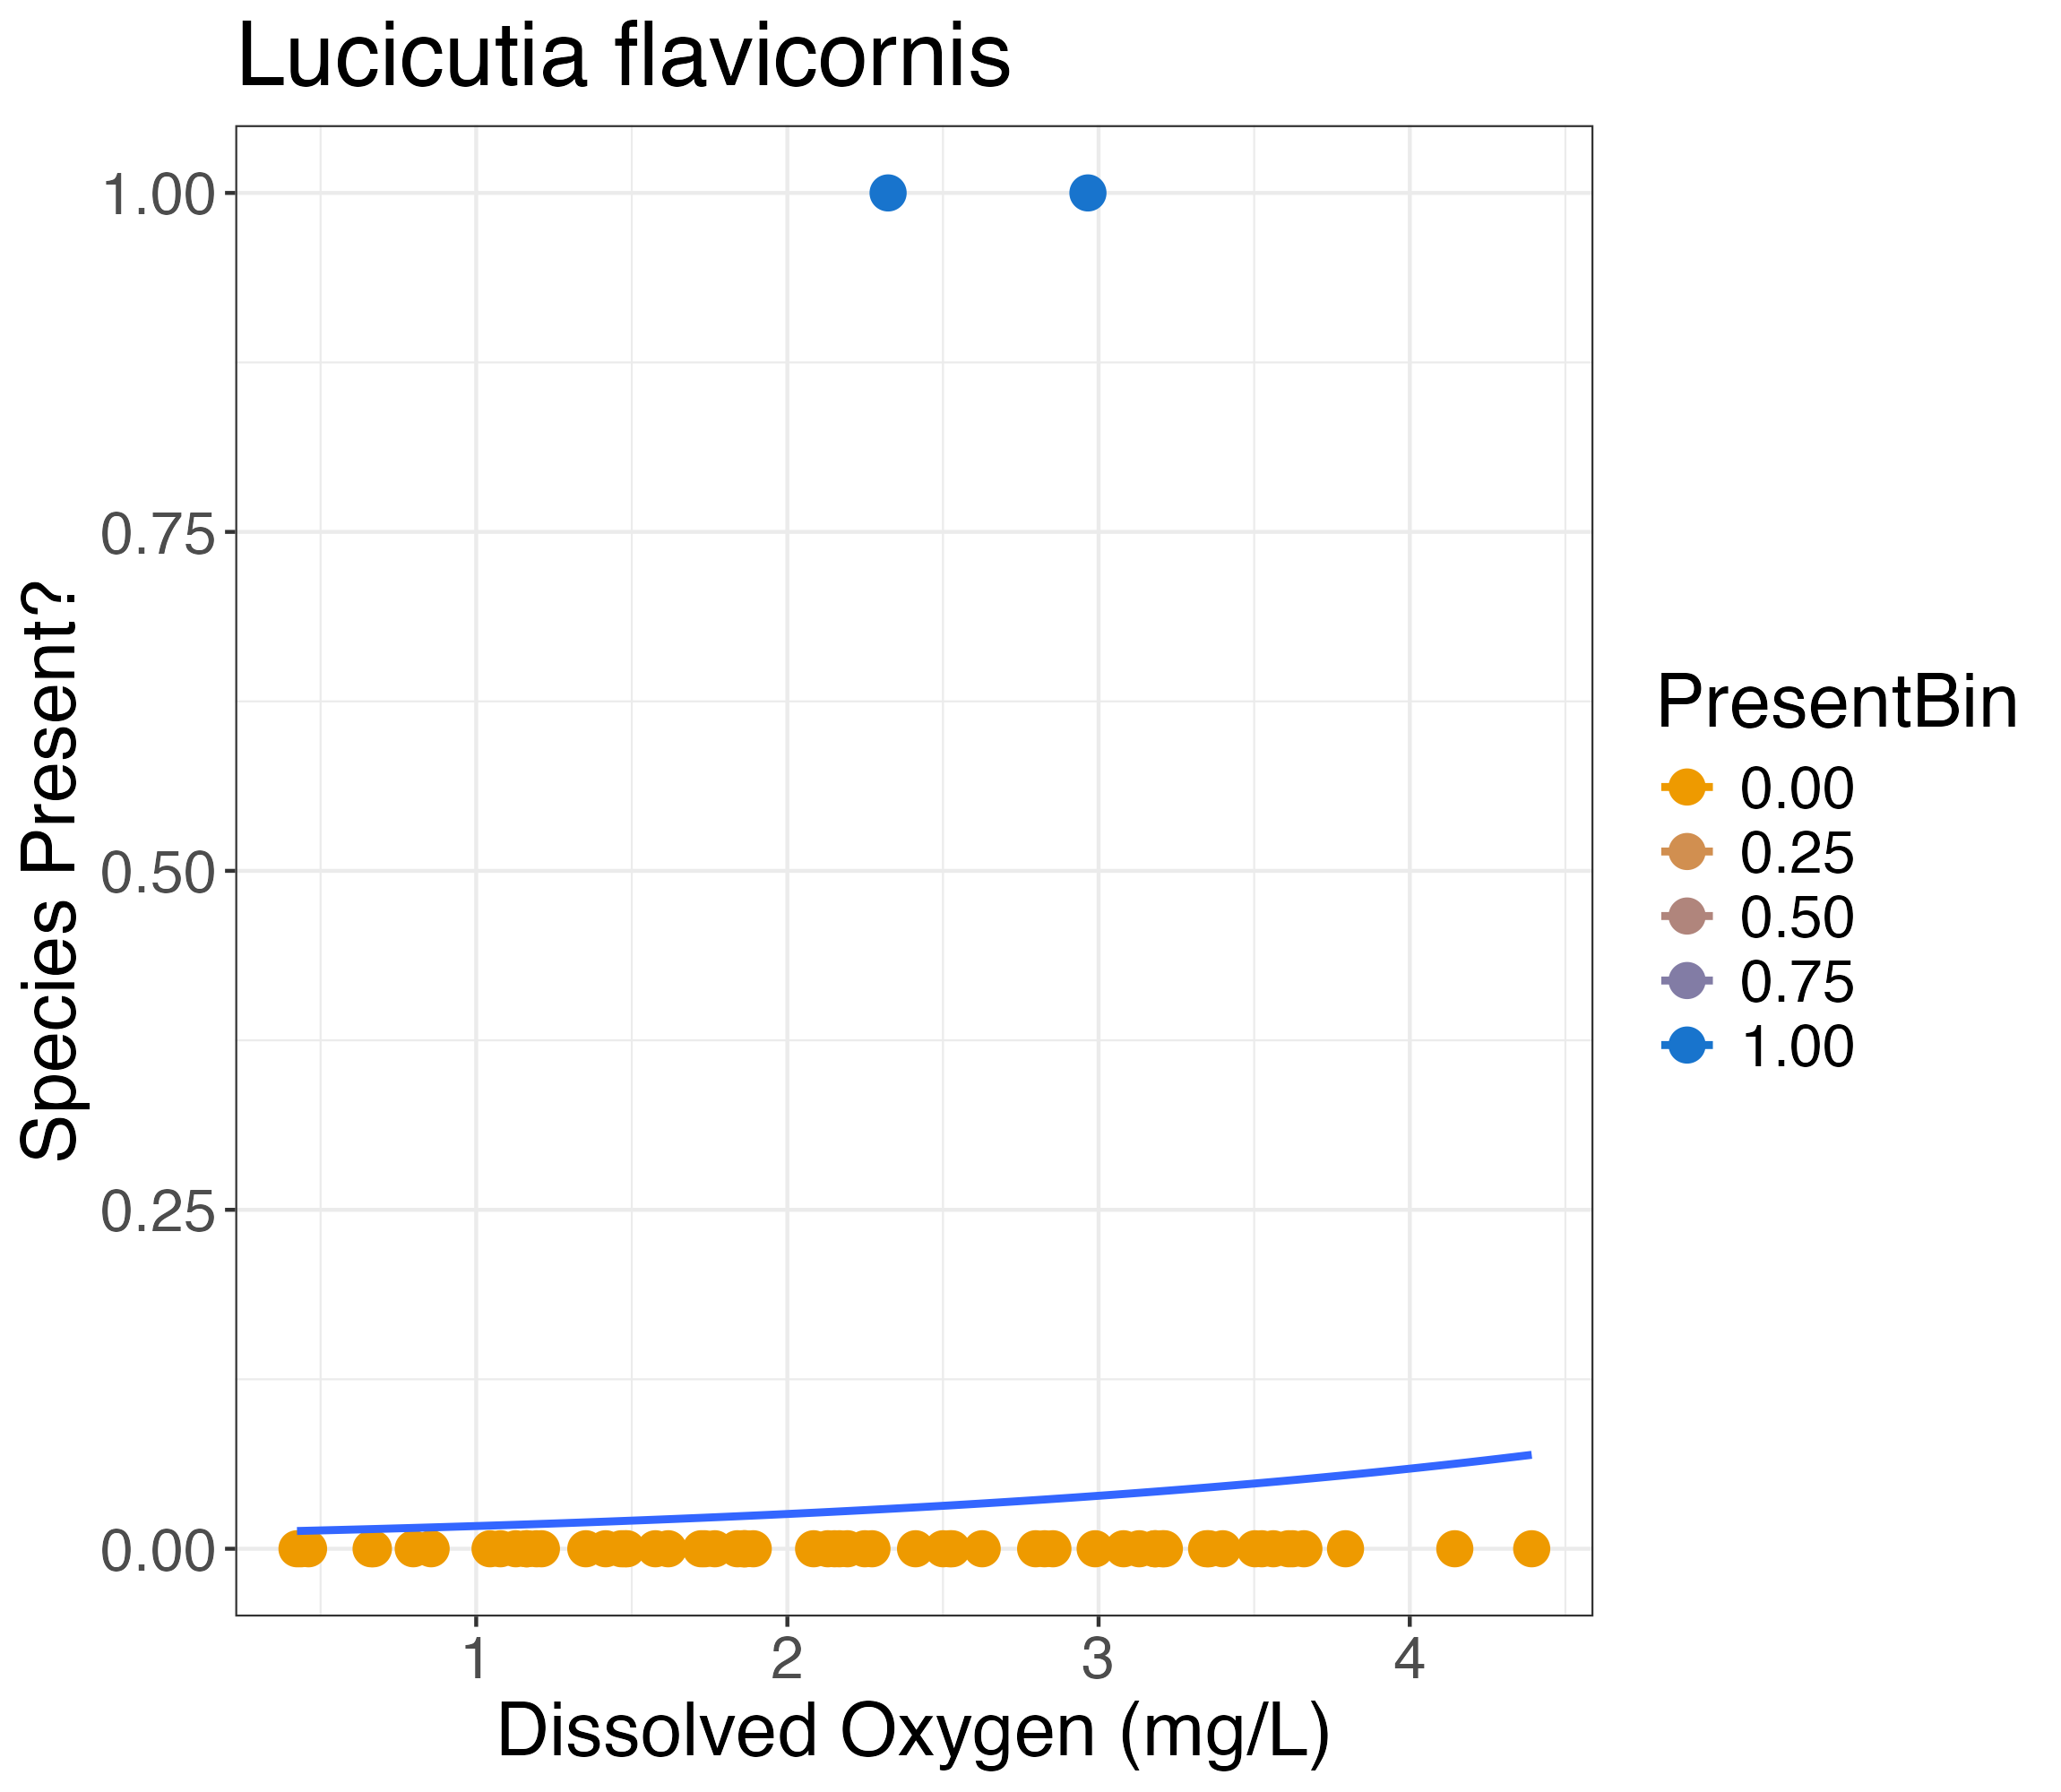 Lucicutia flavicornis
1.00
0.75
0.50
0.25
0.00
Species Present?
1 2 3 4
Dissolved Oxygen (mg/L)
PresentBin
0.00
0.25
0.50
0.75
1.00